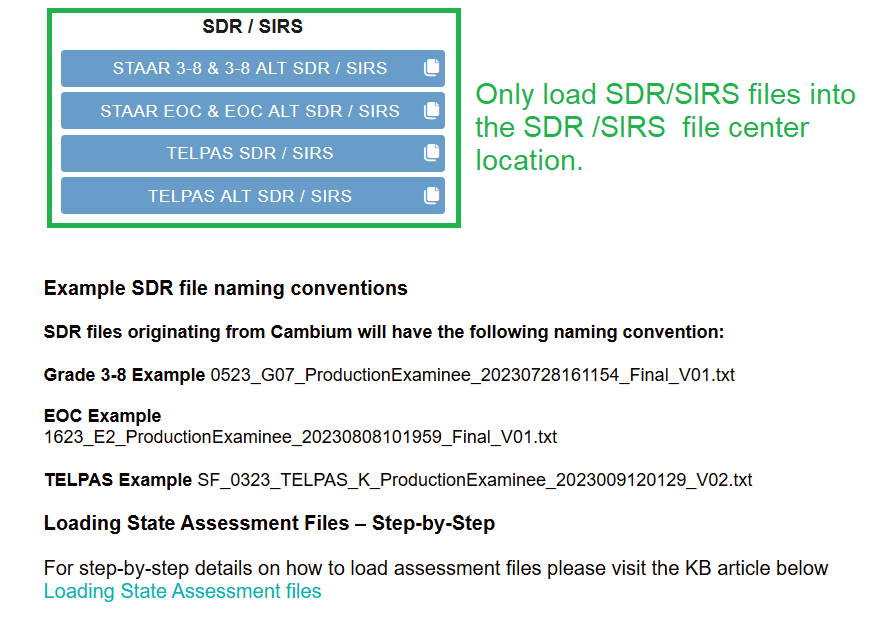 SDR / SIRS
STAAR 3-8 & 3-8 ALT SDR / SIRS
STAAR EOC & EOC ALT SDR / SIRS
TELPAS SDR / SIRS
TELPAS ALT SDR / SIRS
Only load SDR/SIRS files into
the SDR /SIRS  file center
location.
Example SDR file naming conventions
SDR files originating from Cambium will have the following naming convention:
Grade 3-8 Example 0523_G07_ProductionExaminee_20230728161154_Final_V01.txt
EOC Example
1623_E2_ProductionExaminee_20230808101959_Final_V01.txt
TELPAS Example SF_0323_TELPAS_K_ProductionExaminee_2023009120129_V02.txt
Loading State Assessment Files – Step-by-Step
For step-by-step details on how to load assessment files please visit the KB article below
Loading State Assessment files